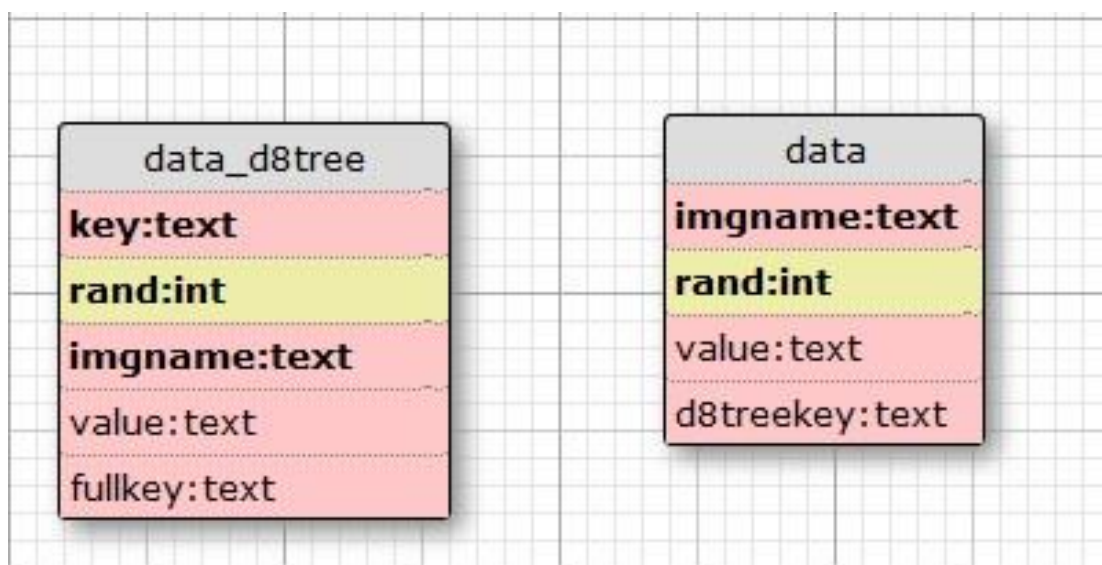 data_d8tree
key:text
rand:int
imgname:text
value:text
fullkey:text
data
imgname:text
rand:int
value:text
d8treekey:text